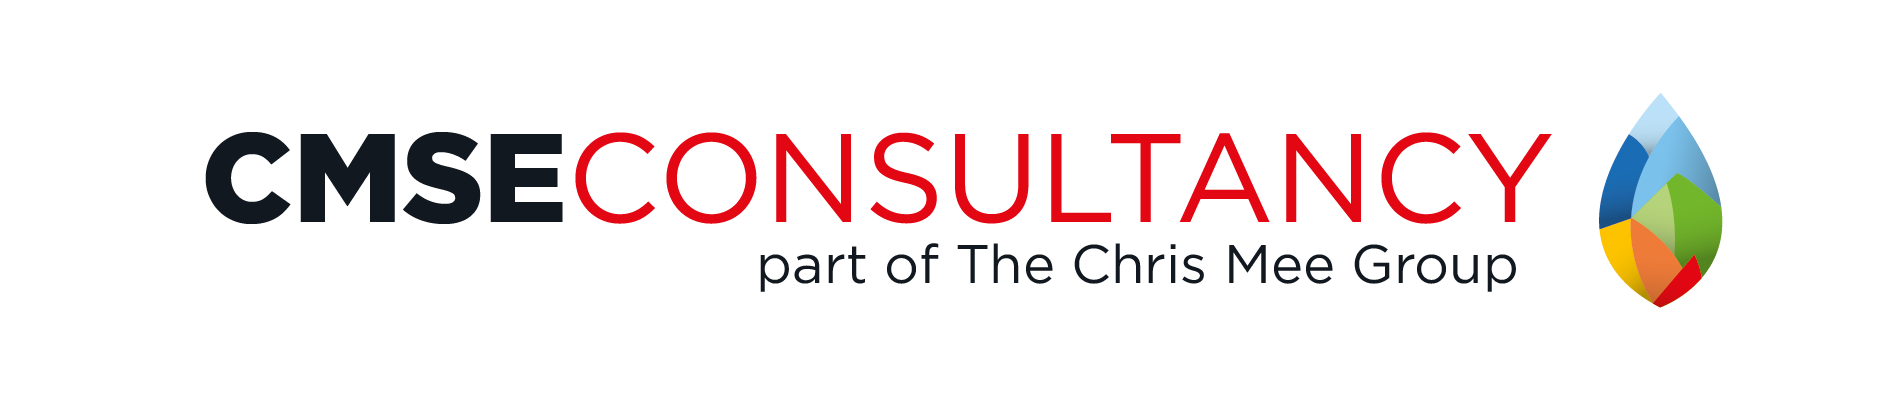 CMSECONSULTANCY
part of The Chris Mee Group